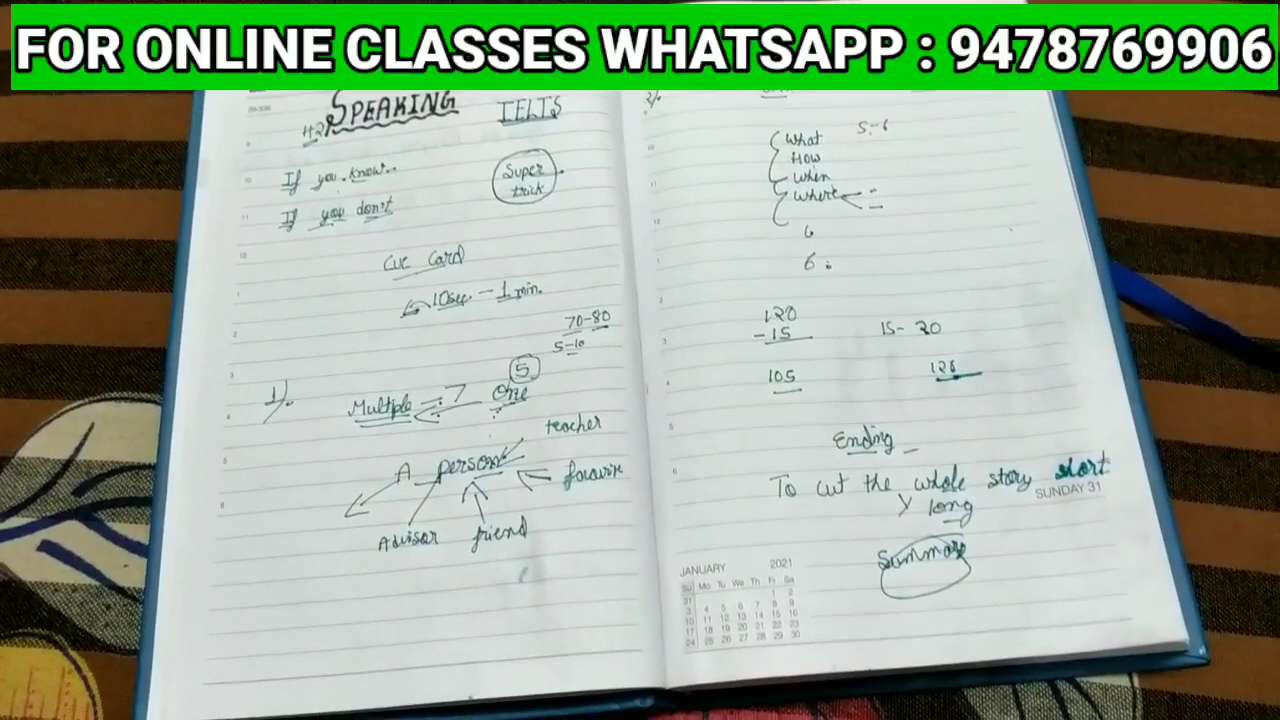 FOR ONLINE CLASSES WHATSAPP : 9478769906
SPEAKING IELTS
If you know..
If you don't
Super
trick
Cue Card
10sec - 1 min.
70-80
5-10
5
1).
Multiple 7 One
teacher
A person
Advisor friend
5-6
What
How
When
Where
6
6
120
-15
15- 20
105
120
Ending
To cut the whole story short
long
SUNDAY 31
Summary
JANUARY 2021
Su Mo Tu We Th Fr Sa
31 1 2
3 4 5 6 7 8 9
10 11 12 13 14 15 16
17 18 19 20 21 22 23
24 25 26 27 28 29 30